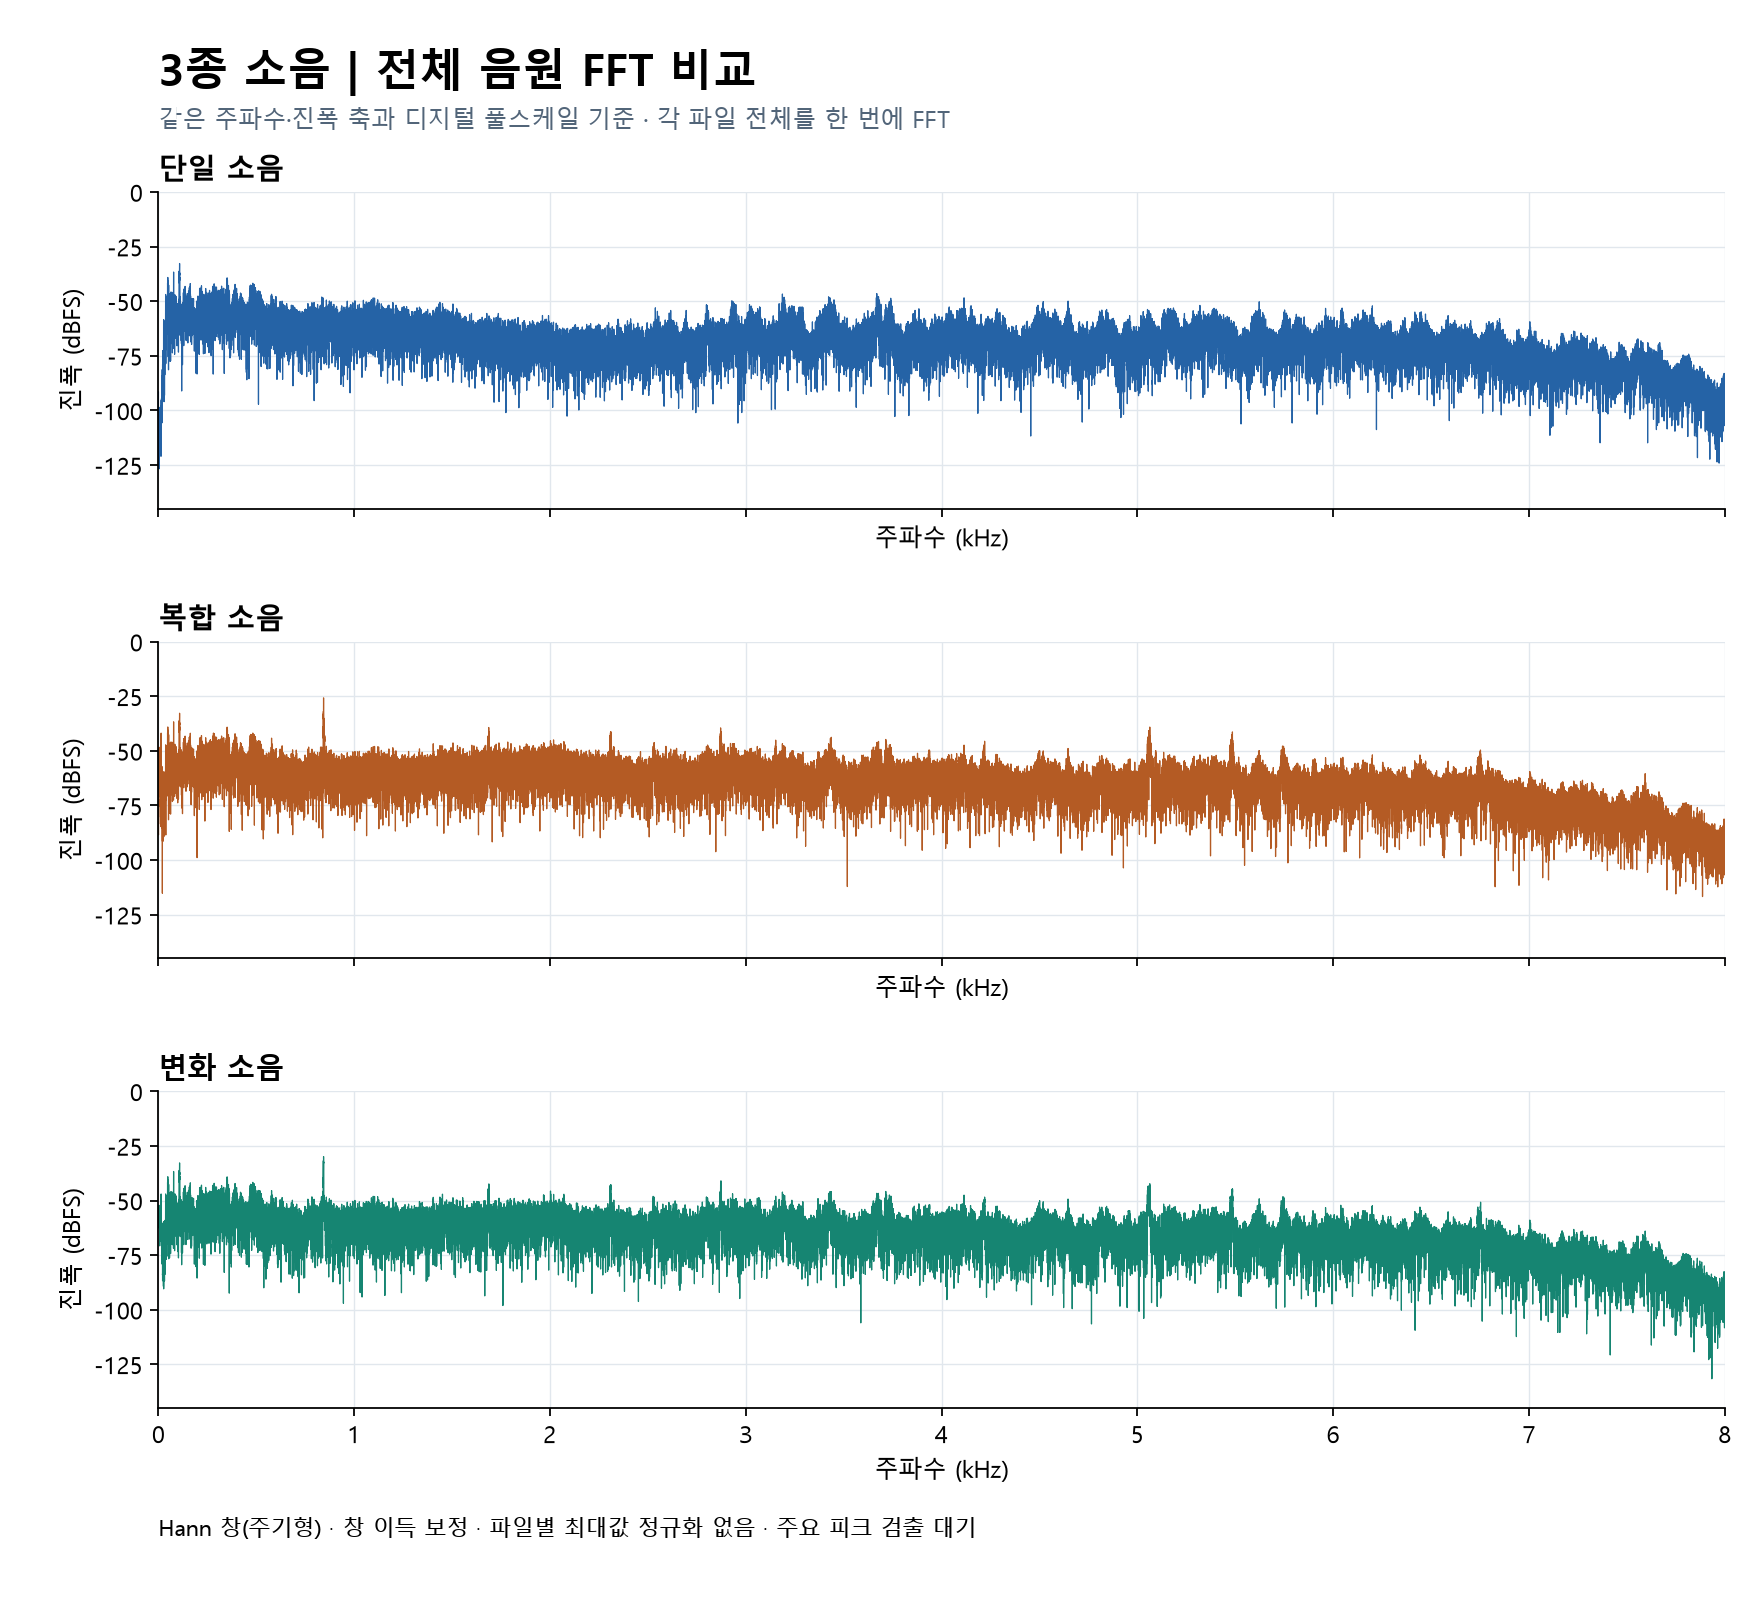 3종 소음 | 전체 음원 FFT 비교
같은 주파수·진폭 축과 디지털 풀스케일 기준 · 각 파일 전체를 한 번에 FFT
단일 소음
0
-25
-50
-75
-100
-125
진폭 (dBFS)
주파수 (kHz)
복합 소음
0
-25
-50
-75
-100
-125
진폭 (dBFS)
주파수 (kHz)
변화 소음
0
-25
-50
-75
-100
-125
진폭 (dBFS)
0 1 2 3 4 5 6 7 8
주파수 (kHz)
Hann 창(주기형) · 창 이득 보정 · 파일별 최대값 정규화 없음 · 주요 피크 검출 대기